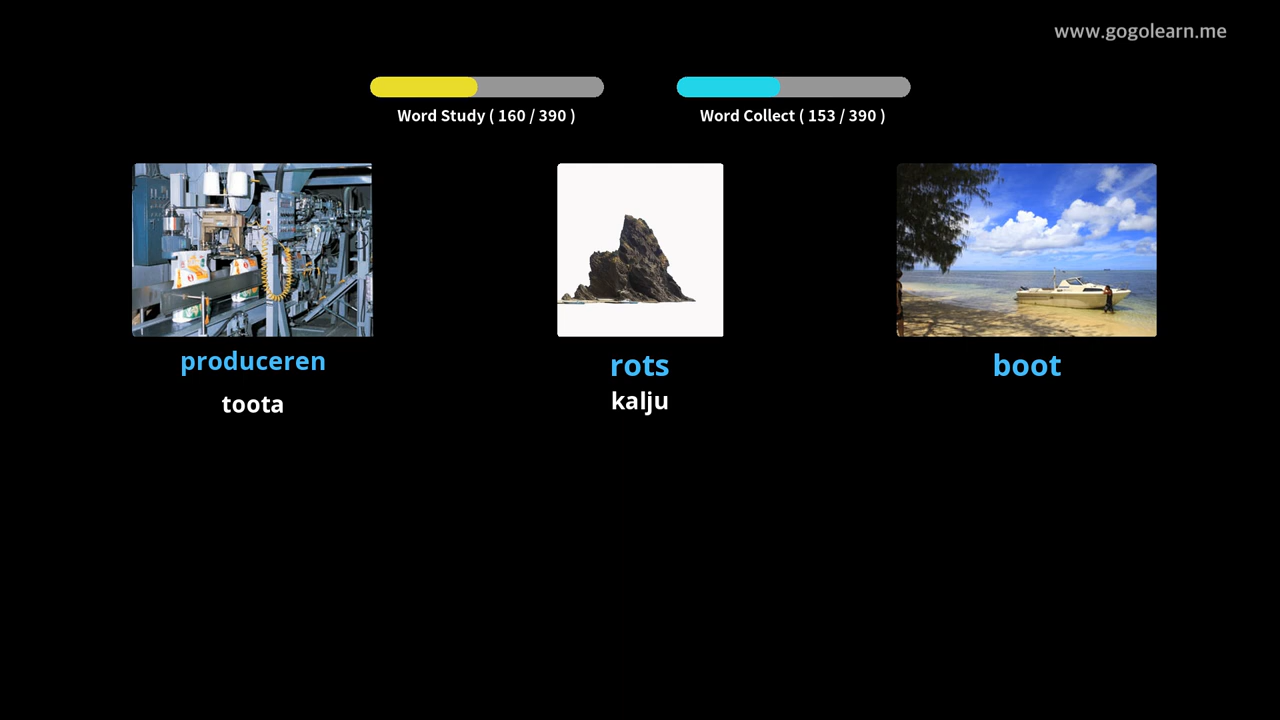 www.gogolearn.me
Word Study ( 160 / 390 )
Word Collect ( 153 / 390 )
produceren
rots
boot
toota
kalju